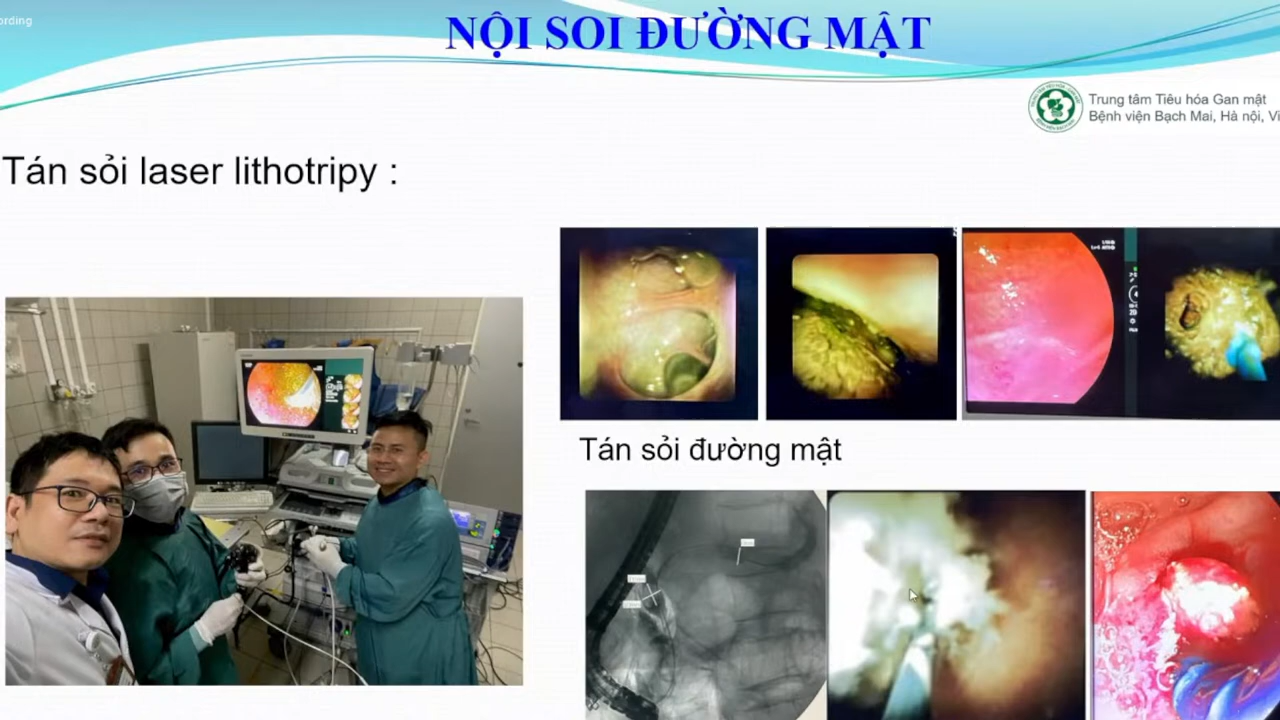 ording
NỘI SOI ĐƯỜNG MẬT
Trung tâm Tiêu hóa Gan mật
Bệnh viện Bạch Mai, Hà nội, Vi
Tán sỏi laser lithotripy :
Tán sỏi đường mật